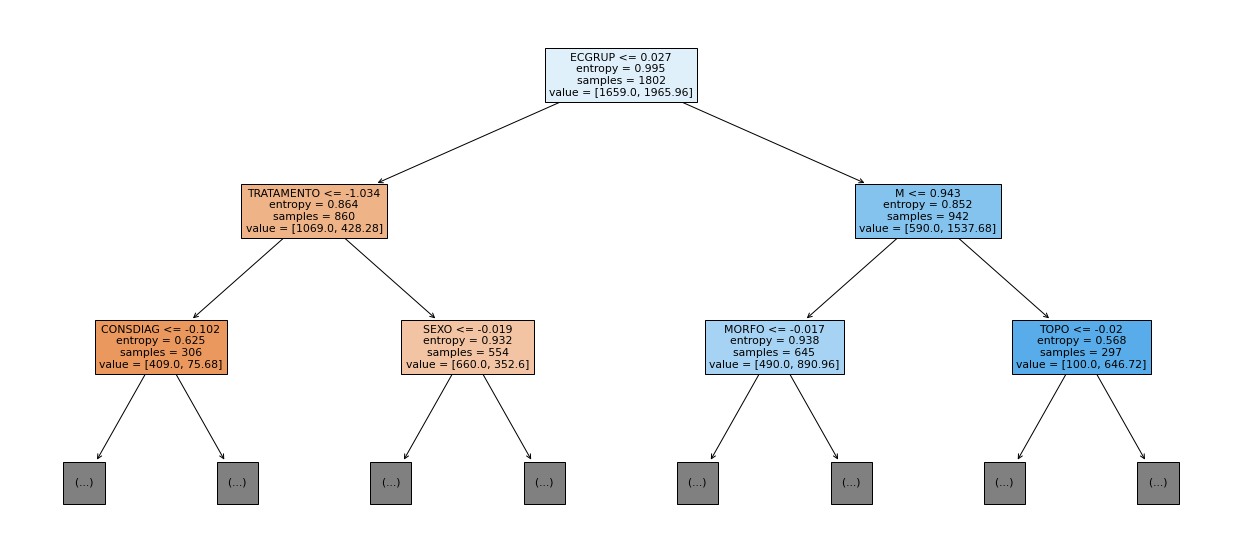 ECGRUP <= 0.027
entropy = 0.995
samples = 1802
value = [1659.0, 1965.96]
TRATAMENTO <= -1.034
entropy = 0.864
samples = 860
value = [1069.0, 428.28]
M <= 0.943
entropy = 0.852
samples = 942
value = [590.0, 1537.68]
CONSDIAG <= -0.102
entropy = 0.625
samples = 306
value = [409.0, 75.68]
SEXO <= -0.019
entropy = 0.932
samples = 554
value = [660.0, 352.6]
MORFO <= -0.017
entropy = 0.938
samples = 645
value = [490.0, 890.96]
TOPO <= -0.02
entropy = 0.568
samples = 297
value = [100.0, 646.72]
(...)
(...)
(...)
(...)
(...)
(...)
(...)
(...)